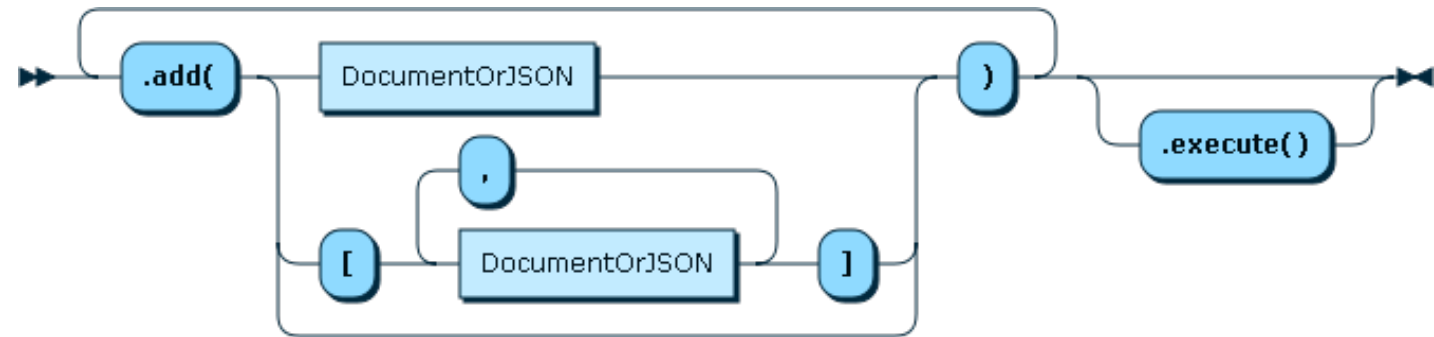 .add( DocumentOrJSON )
.execute()
,
[ DocumentOrJSON ]